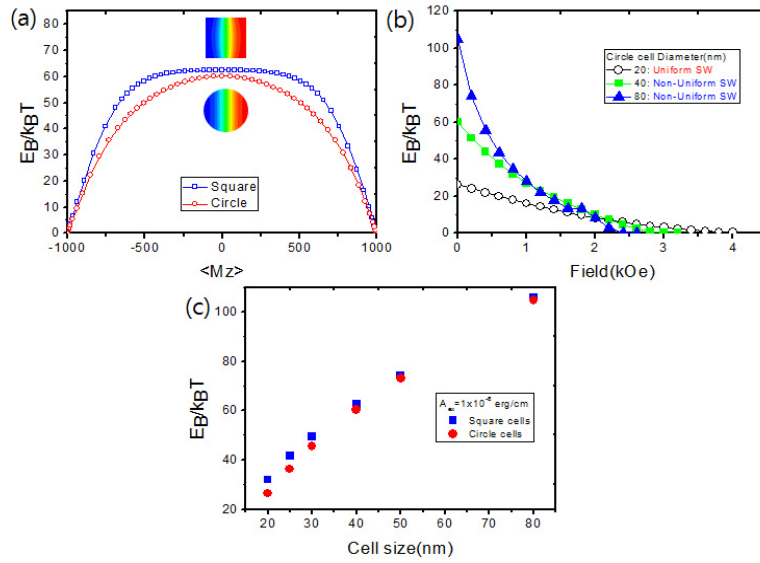 (a)
E_B/k_BT
85
80
70
60
50
40
30
20
10
0
Square
Circle
-1000 -500 0 500 1000
<Mz>
(b)
E_B/k_BT
120
100
80
60
40
20
0
Circle cell Diameter(nm)
20: Uniform SW
40: Non-Uniform SW
80: Non-Uniform SW
0 1 2 3 4
Field(kOe)
(c)
E_B/k_BT
100
80
60
40
20
A_ex=1x10^-6 erg/cm
Square cells
Circle cells
20 30 40 50 60 70 80
Cell size(nm)